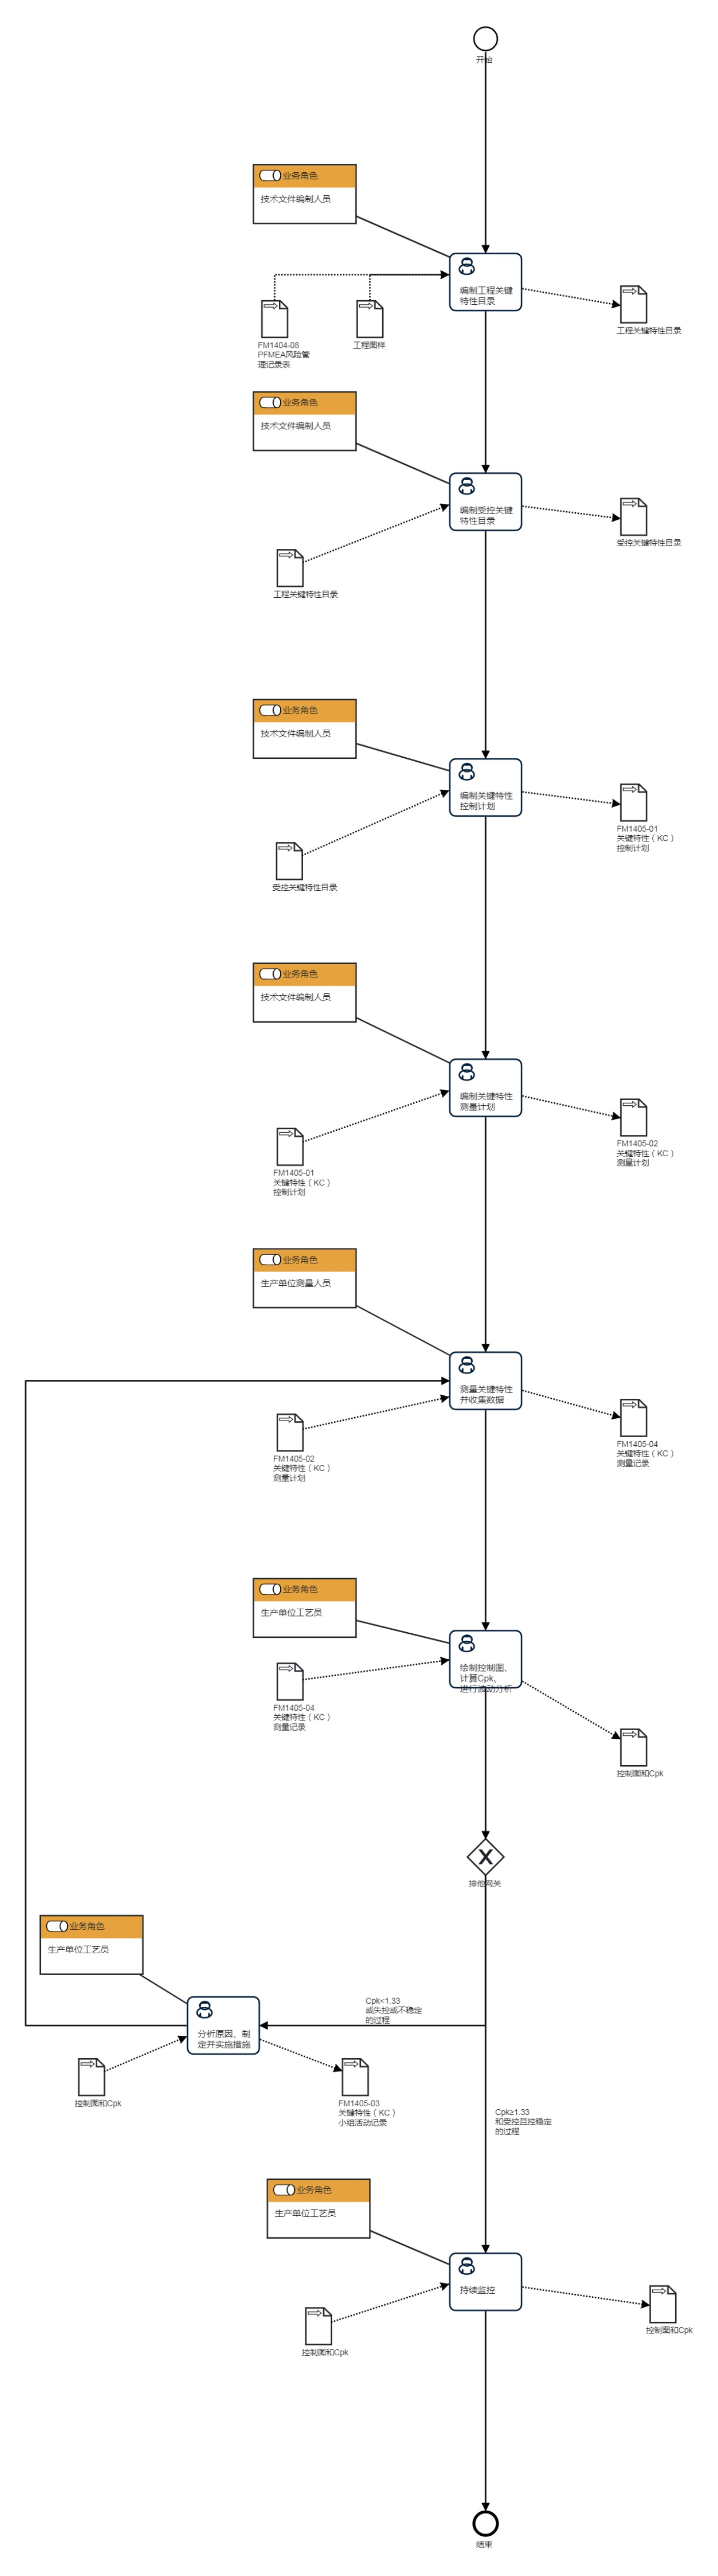 开始
业务角色
技术文件编制人员
编制工程关键
特性目录
FM1404-08
PFMEA风险管
理记录表
工程图样
工程关键特性目录
业务角色
技术文件编制人员
编制受控关键
特性目录
工程关键特性目录
受控关键特性目录
业务角色
技术文件编制人员
编制关键特性
控制计划
受控关键特性目录
FM1405-01
关键特性（KC）
控制计划
业务角色
技术文件编制人员
编制关键特性
测量计划
FM1405-01
关键特性（KC）
控制计划
FM1405-02
关键特性（KC）
测量计划
业务角色
生产单位测量人员
测量关键特性
并收集数据
FM1405-02
关键特性（KC）
测量计划
FM1405-04
关键特性（KC）
测量记录
业务角色
生产单位工艺员
绘制控制图、
计算Cpk、
进行波动分析
FM1405-04
关键特性（KC）
测量记录
控制图和Cpk
X
排他网关
业务角色
生产单位工艺员
Cpk<1.33
或失控或不稳定
的过程
分析原因、制
定并实施措施
控制图和Cpk
FM1405-03
关键特性（KC）
小组活动记录
Cpk≥1.33
和受控且控稳定
的过程
业务角色
生产单位工艺员
持续监控
控制图和Cpk
控制图和Cpk
结束